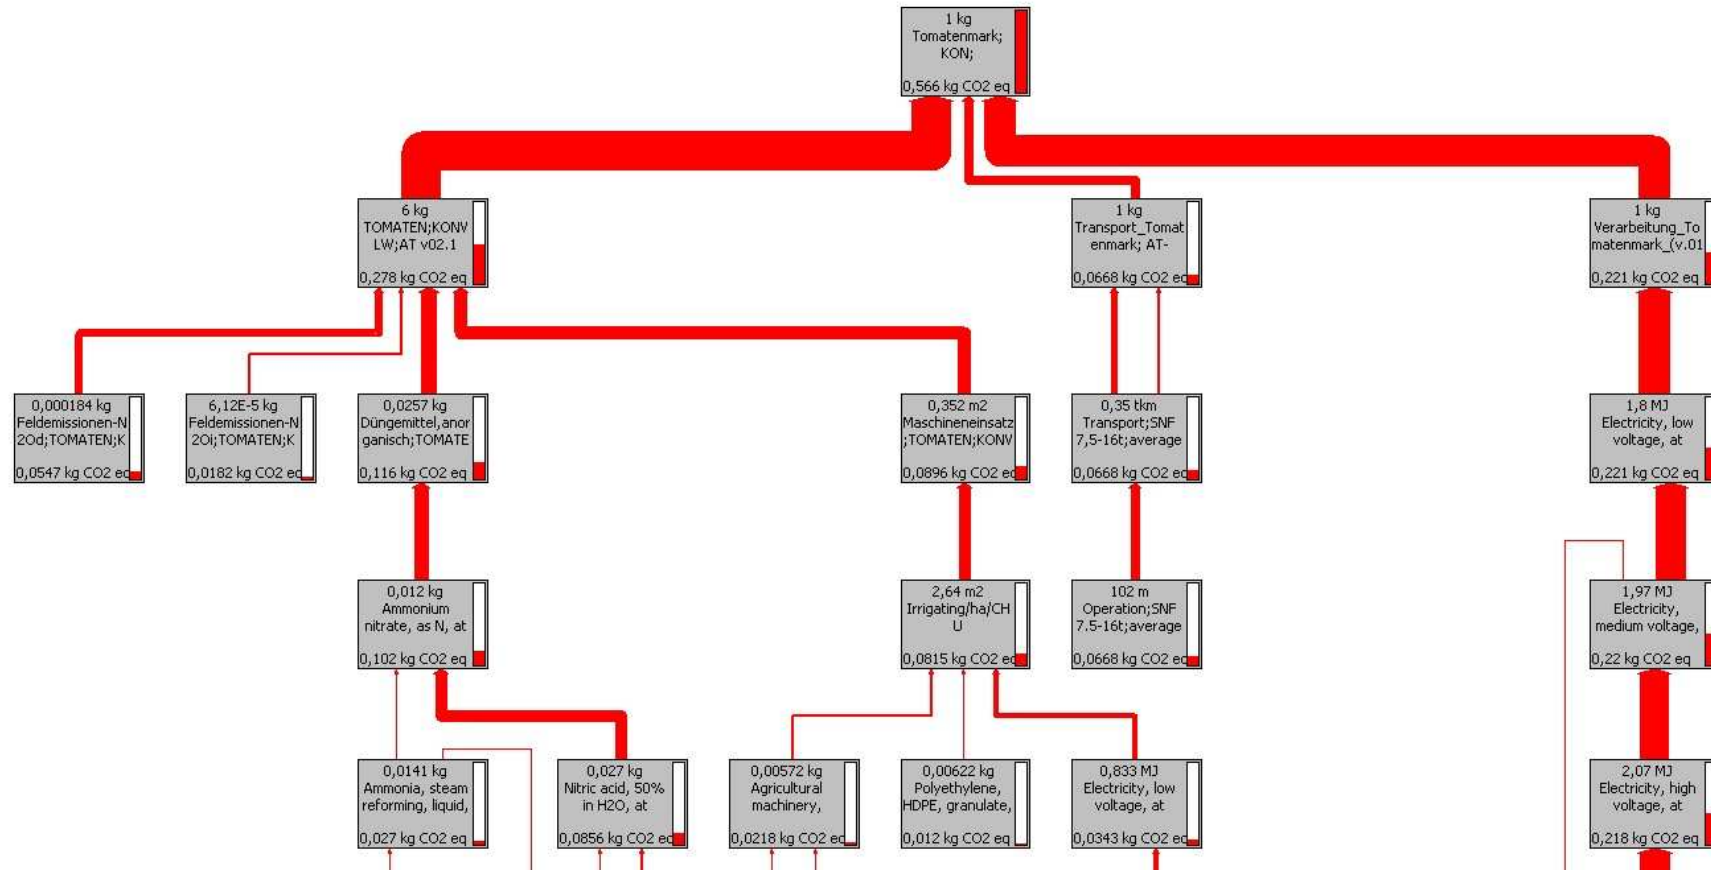 1 kg
Tomatenmark;
KON;
0,566 kg CO2 eq
6 kg
TOMATEN;KONV
LW;AT v02.1
0,278 kg CO2 eq
1 kg
Transport_Tomat
enmark; AT-
0,0668 kg CO2 eq
1 kg
Verarbeitung_To
matenmark_(v.01
0,221 kg CO2 eq
0,000184 kg
Feldemissionen-N
2Od;TOMATEN;K
0,0547 kg CO2 eq
6,12E-5 kg
Feldemissionen-N
2Oi;TOMATEN;K
0,0182 kg CO2 eq
0,0257 kg
Düngemittel,anor
ganisch;TOMATE
0,116 kg CO2 eq
0,352 m2
Maschineneinsatz
;TOMATEN;KONV
0,0896 kg CO2 eq
0,35 tkm
Transport;SNF
7,5-16t;average
0,0668 kg CO2 eq
1,8 MJ
Electricity, low
voltage, at
0,221 kg CO2 eq
0,012 kg
Ammonium
nitrate, as N, at
0,102 kg CO2 eq
2,64 m2
Irrigating/ha/CH
U
0,0815 kg CO2 eq
102 m
Operation;SNF
7.5-16t;average
0,0668 kg CO2 eq
1,97 MJ
Electricity,
medium voltage,
0,22 kg CO2 eq
0,0141 kg
Ammonia, steam
reforming, liquid,
0,027 kg CO2 eq
0,027 kg
Nitric acid, 50%
in H2O, at
0,0856 kg CO2 eq
0,00572 kg
Agricultural
machinery,
0,0218 kg CO2 eq
0,00622 kg
Polyethylene,
HDPE, granulate,
0,012 kg CO2 eq
0,833 MJ
Electricity, low
voltage, at
0,0343 kg CO2 eq
2,07 MJ
Electricity, high
voltage, at
0,218 kg CO2 eq